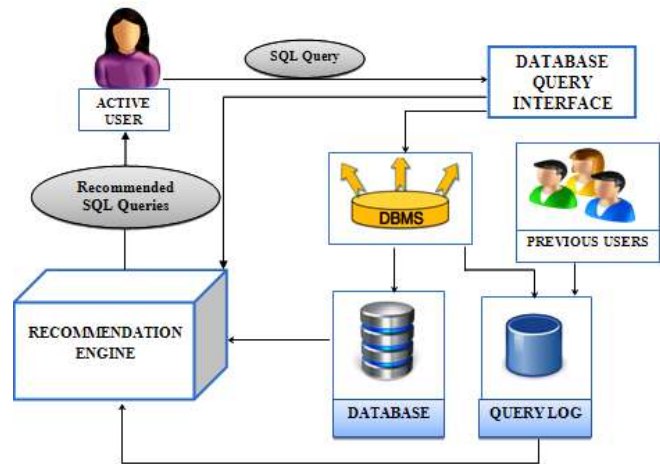 SQL Query
DATABASE
QUERY
INTERFACE
ACTIVE
USER
Recommended
SQL Queries
DBMS
PREVIOUS USERS
RECOMMENDATION
ENGINE
DATABASE
QUERY LOG